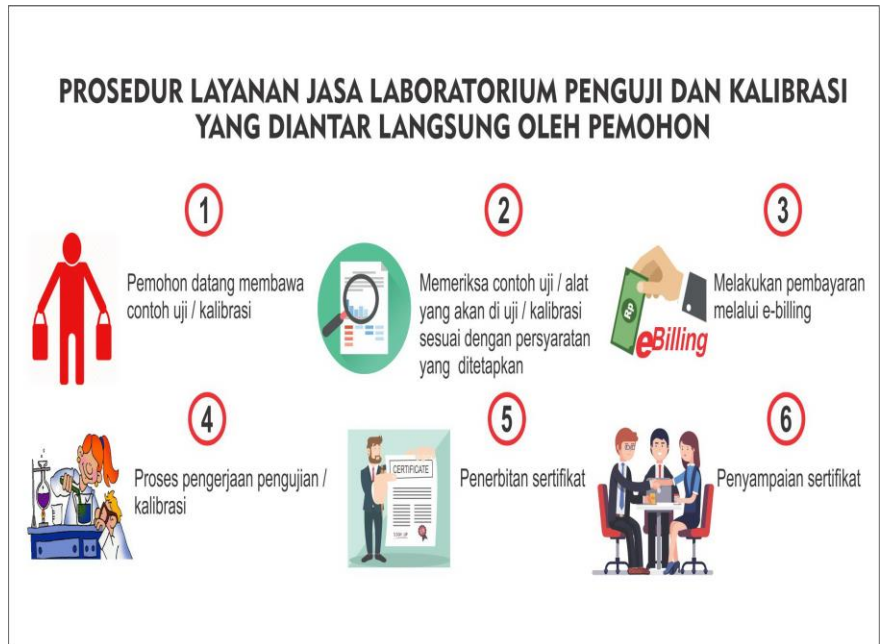 PROSEDUR LAYANAN JASA LABORATORIUM PENGUJI DAN KALIBRASI
YANG DIANTAR LANGSUNG OLEH PEMOHON
1
Pemohon datang membawa
contoh uji / kalibrasi
2
Memeriksa contoh uji / alat
yang akan di uji / kalibrasi
sesuai dengan persyaratan
yang ditetapkan
3
Rp
eBilling
Melakukan pembayaran
melalui e-billing
4
Proses pengerjaan pengujian /
kalibrasi
5
CERTIFICATE
Penerbitan sertifikat
6
Penyampaian sertifikat